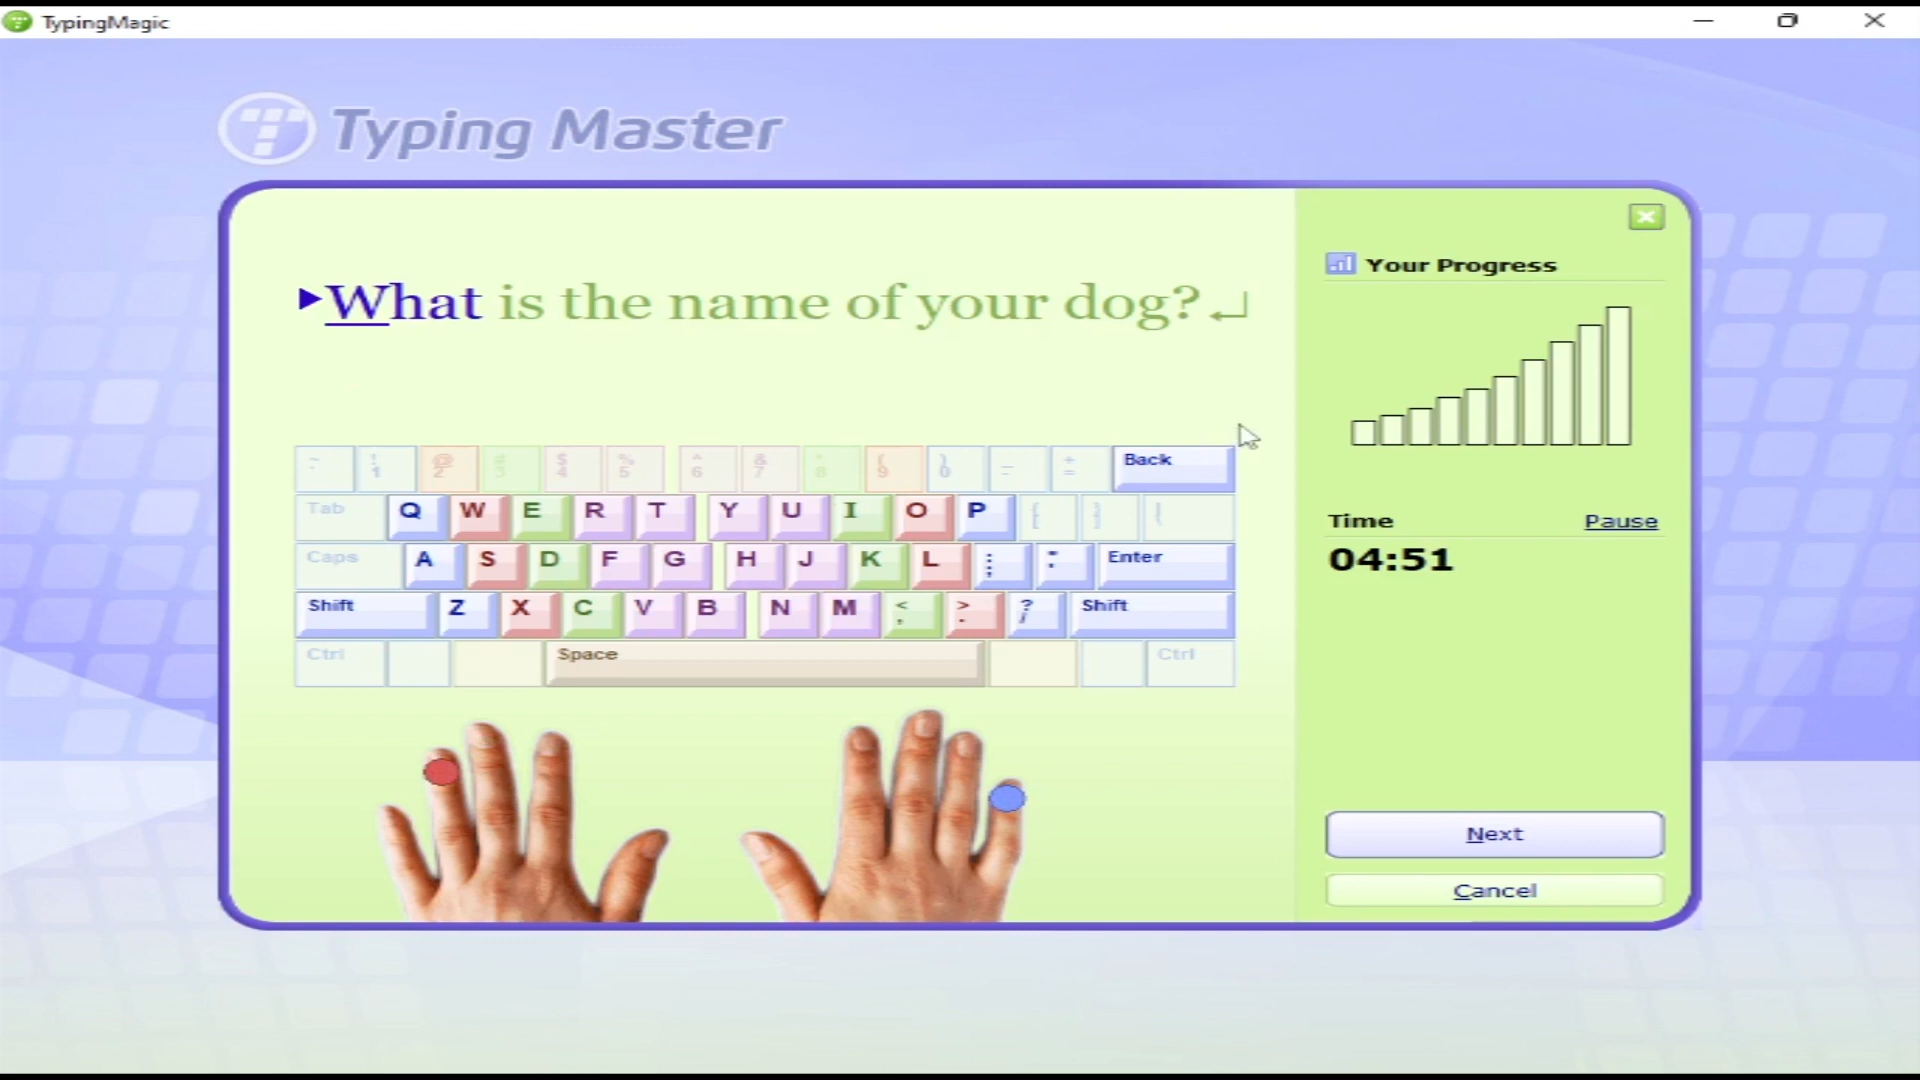 TypingMagic
Typing Master
What is the name of your dog?
Your Progress
Time Pause
04:51
Back
Tab Q W E R T Y U I O P
Caps A S D F G H J K L ; Enter
Shift Z X C V B N M < , > . ? / Shift
Ctrl Space Ctrl
Next
Cancel